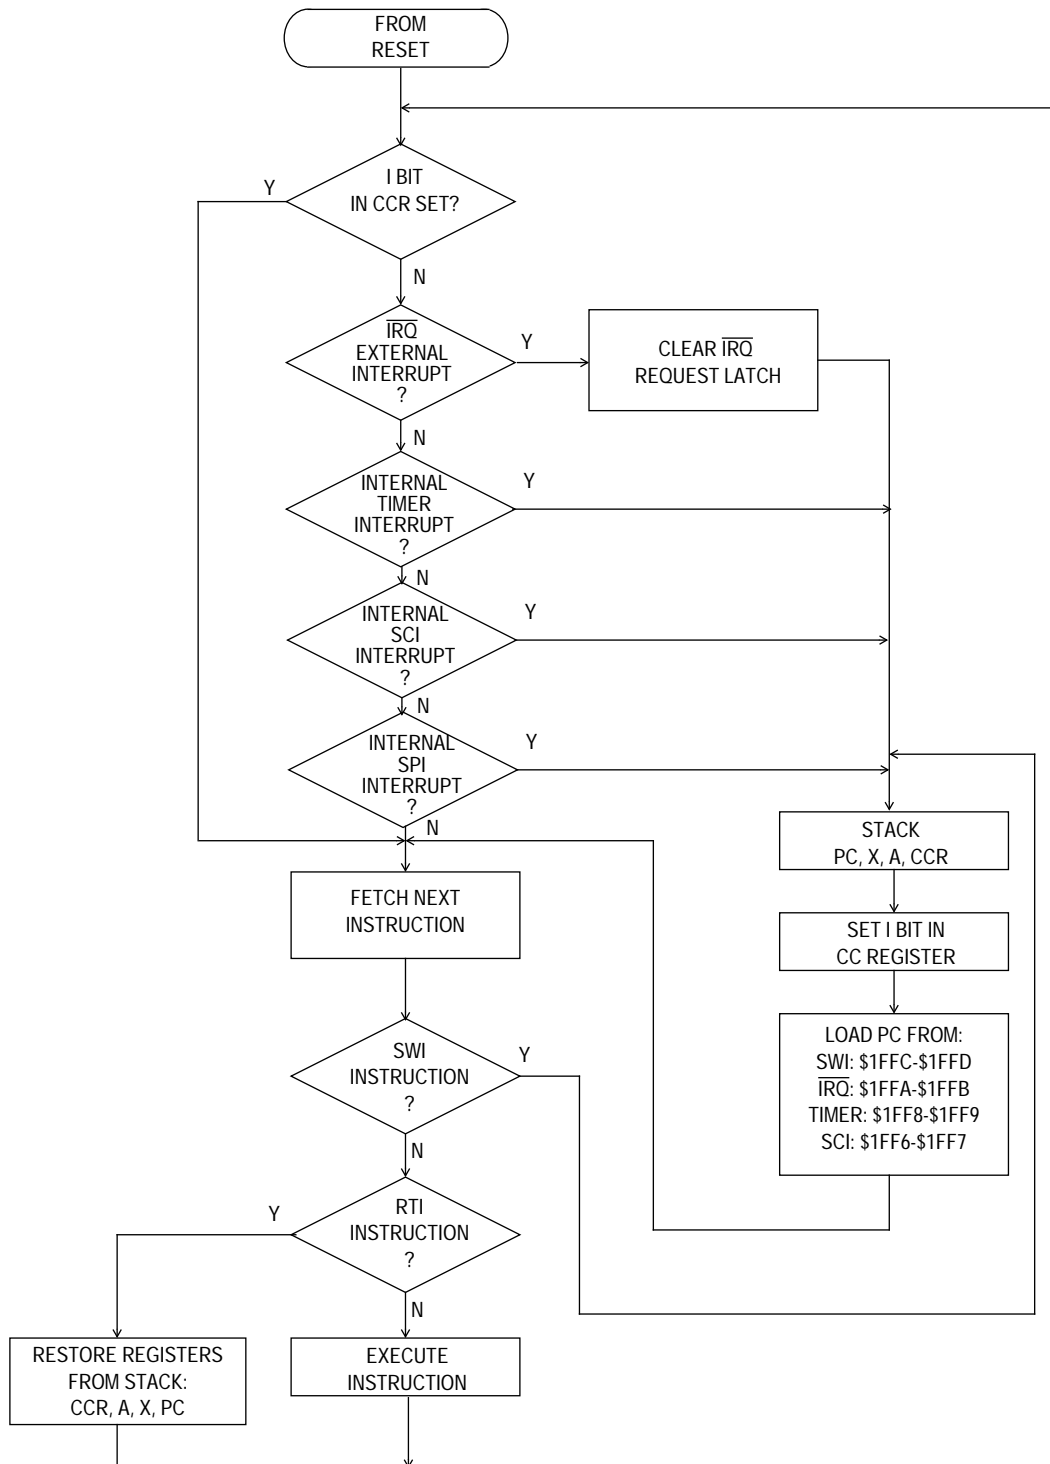 FROM
RESET
I BIT
IN CCR SET?
Y
N
I̅R̅Q̅
EXTERNAL
INTERRUPT
?
Y
CLEAR I̅R̅Q̅
REQUEST LATCH
N
INTERNAL
TIMER
INTERRUPT
?
Y
N
INTERNAL
SCI
INTERRUPT
?
Y
N
INTERNAL
SPI
INTERRUPT
?
Y
N
STACK
PC, X, A, CCR
FETCH NEXT
INSTRUCTION
SET I BIT IN
CC REGISTER
LOAD PC FROM:
SWI: $1FFC-$1FFD
I̅R̅Q̅: $1FFA-$1FFB
TIMER: $1FF8-$1FF9
SCI: $1FF6-$1FF7
SWI
INSTRUCTION
?
Y
N
RTI
INSTRUCTION
?
Y
N
RESTORE REGISTERS
FROM STACK:
CCR, A, X, PC
EXECUTE
INSTRUCTION